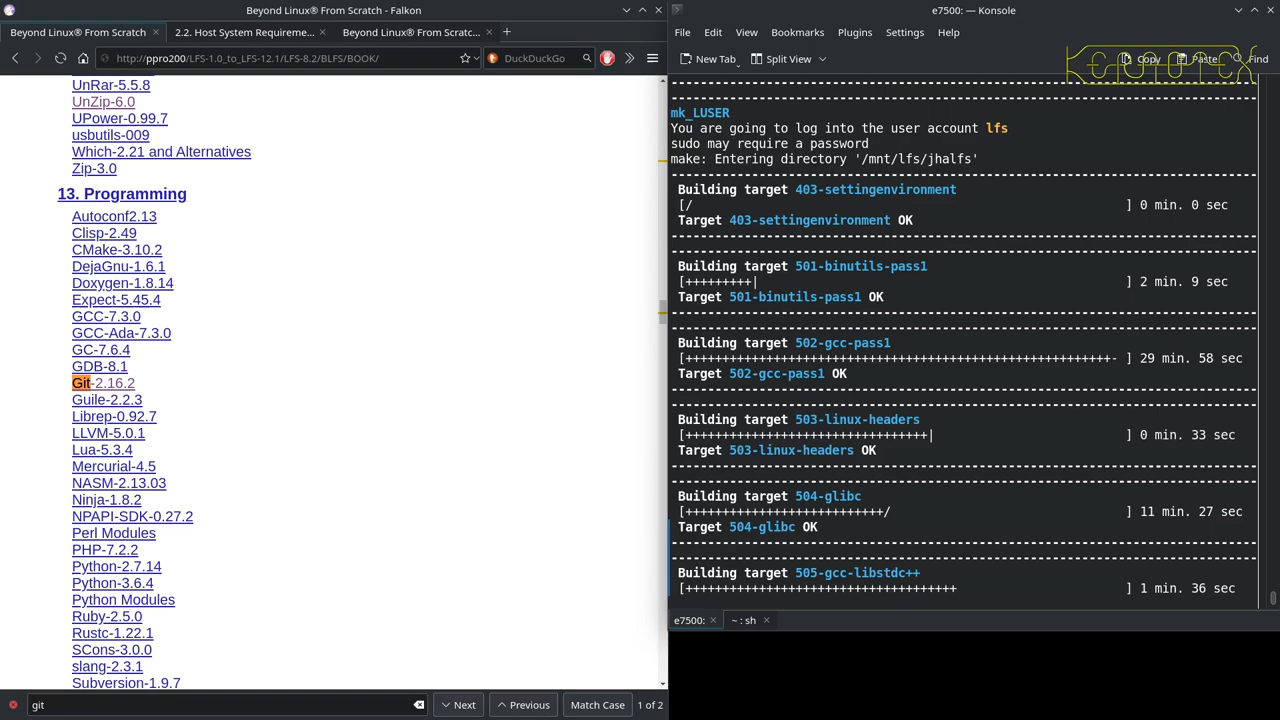 Beyond Linux® From Scratch - Falkon
Beyond Linux® From Scratch
2.2. Host System Requireme...
Beyond Linux® From Scratc...
http://ppro200/LFS-1.0_to_LFS-12.1/LFS-8.2/BLFS/BOOK/
DuckDuckGo
UnRar-5.5.8
UnZip-6.0
UPower-0.99.7
usbutils-009
Which-2.21 and Alternatives
Zip-3.0
13. Programming
Autoconf2.13
Clisp-2.49
CMake-3.10.2
DejaGnu-1.6.1
Doxygen-1.8.14
Expect-5.45.4
GCC-7.3.0
GCC-Ada-7.3.0
GC-7.6.4
GDB-8.1
Git-2.16.2
Guile-2.2.3
Librep-0.92.7
LLVM-5.0.1
Lua-5.3.4
Mercurial-4.5
NASM-2.13.03
Ninja-1.8.2
NPAPI-SDK-0.27.2
Perl Modules
PHP-7.2.2
Python-2.7.14
Python-3.6.4
Python Modules
Ruby-2.5.0
Rustc-1.22.1
SCons-3.0.0
slang-2.3.1
Subversion-1.9.7
git
Next
Previous
Match Case
1 of 2
e7500: — Konsole
File Edit View Bookmarks Plugins Settings Help
New Tab Split View Copy Paste Find
--------------------------------------------------------------------------------
--------------------------------------------------------------------------------
mk_LUSER
You are going to log into the user account lfs
sudo may require a password
make: Entering directory '/mnt/lfs/jhalfs'
--------------------------------------------------------------------------------
Building target 403-settingenvironment
[/ ] 0 min. 0 sec
Target 403-settingenvironment OK
--------------------------------------------------------------------------------
--------------------------------------------------------------------------------
Building target 501-binutils-pass1
[+++++++++| ] 2 min. 9 sec
Target 501-binutils-pass1 OK
--------------------------------------------------------------------------------
--------------------------------------------------------------------------------
Building target 502-gcc-pass1
[++++++++++++++++++++++++++++++++++++++++++++++++++++++++++- ] 29 min. 58 sec
Target 502-gcc-pass1 OK
--------------------------------------------------------------------------------
--------------------------------------------------------------------------------
Building target 503-linux-headers
[+++++++++++++++++++++++++++++++++| ] 0 min. 33 sec
Target 503-linux-headers OK
--------------------------------------------------------------------------------
--------------------------------------------------------------------------------
Building target 504-glibc
[+++++++++++++++++++++++++++/ ] 11 min. 27 sec
Target 504-glibc OK
--------------------------------------------------------------------------------
--------------------------------------------------------------------------------
Building target 505-gcc-libstdc++
[+++++++++++++++++++++++++++++++++++++ ] 1 min. 36 sec
e7500:
~ : sh